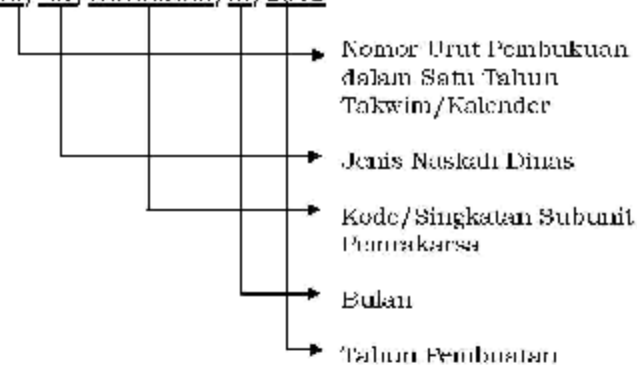 Nomor Urut Pembukuan
dalam Satu Tahun
Takwim/Kalender
Jenis Naskah Dinas
Kode/Singkatan Subunit
Pemrakarsa
Bulan
Tahun Pembuatan